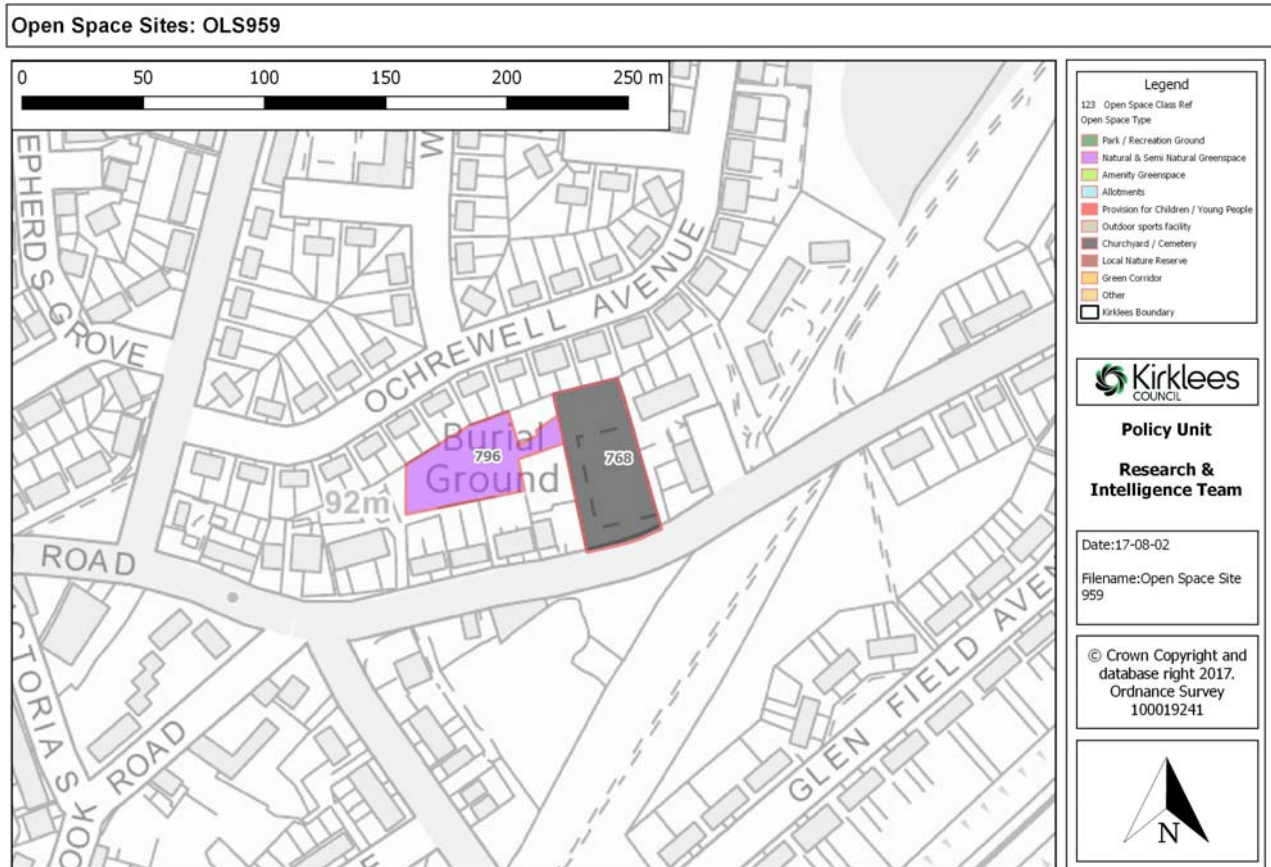 Open Space Sites: OLS959
0 50 100 150 200 250 m
EPHERDS GROVE
W
OCHREWELL AVENUE
Burial
Ground
796
768
92m
ROAD
ROAD
GLEN FIELD AVEN
Legend
123 Open Space Class Ref
Open Space Type
Park / Recreation Ground
Natural & Semi Natural Greenspace
Amenity Greenspace
Allotments
Provision for Children / Young People
Outdoor sports facility
Churchyard / Cemetery
Local Nature Reserve
Green Corridor
Other
Kirklees Boundary
Kirklees
COUNCIL
Policy Unit
Research &
Intelligence Team
Date:17-08-02
Filename:Open Space Site
959
© Crown Copyright and
database right 2017.
Ordnance Survey
100019241
N